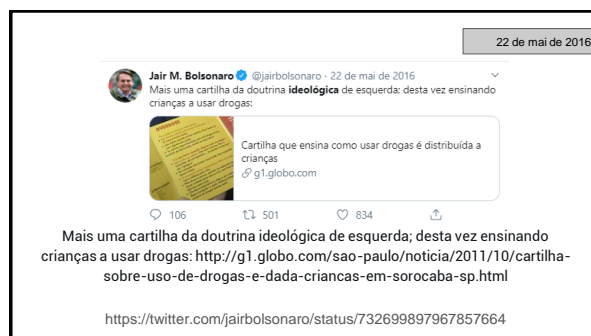 22 de mai de 2016
Jair M. Bolsonaro @jairbolsonaro · 22 de mai de 2016
Mais uma cartilha da doutrina ideológica de esquerda; desta vez ensinando
crianças a usar drogas:
OVERDOSE
Cartilha que ensina como usar drogas é distribuída a
crianças
g1.globo.com
106 501 834
Mais uma cartilha da doutrina ideológica de esquerda; desta vez ensinando
crianças a usar drogas: http://g1.globo.com/sao-paulo/noticia/2011/10/cartilha-
sobre-uso-de-drogas-e-dada-criancas-em-sorocaba-sp.html
https://twitter.com/jairbolsonaro/status/732699897967857664